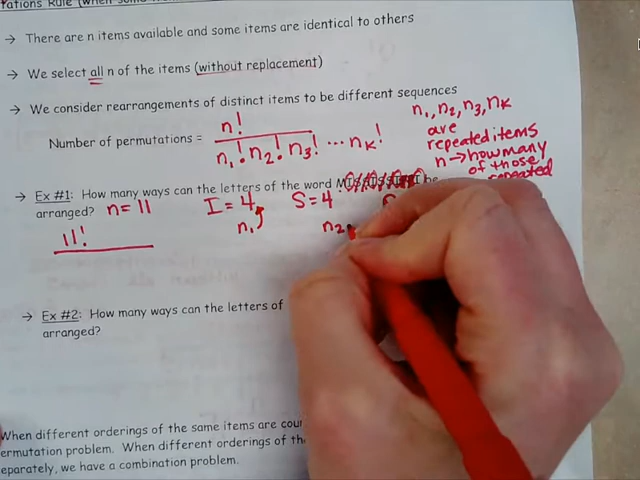 Rule (when some
→ There are n items available and some items are identical to others
→ We select all n of the items (without replacement)
→ We consider rearrangements of distinct items to be different sequences
Number of permutations = n! / n₁! n₂! n₃! ... nₖ!
n₁, n₂, n₃, nₖ
are
repeated items
n → how many
of those
repeated
→ Ex #1: How many ways can the letters of the word MISSISSIPPI be
arranged? n = 11 I = 4 S = 4
11! n₁ n₂
→ Ex #2: How many ways can the letters of
arranged?
When different orderings of the same items are
permutation problem. When different orderings of the
separately, we have a combination problem.